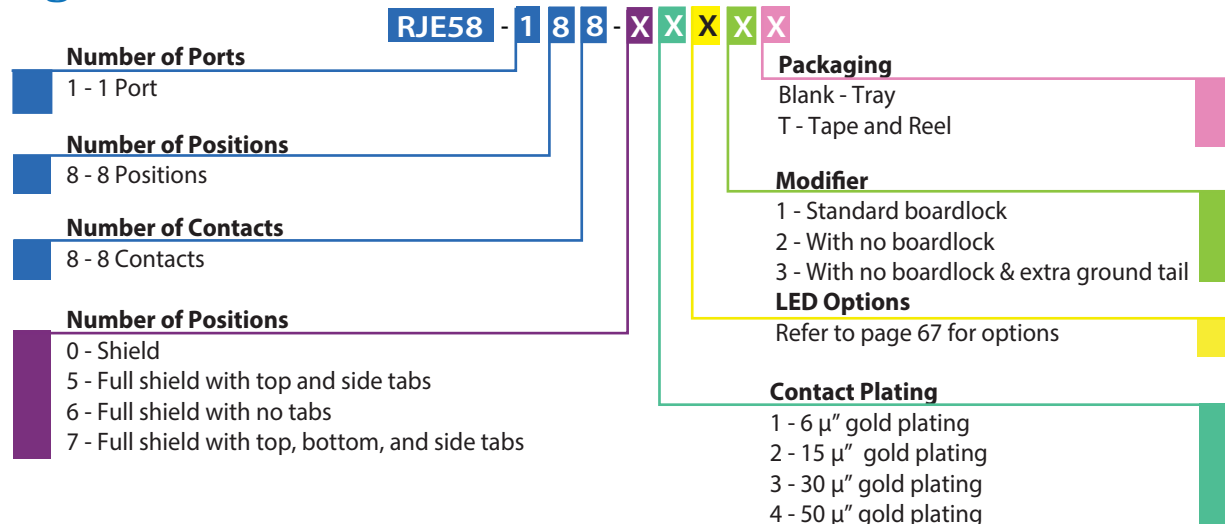 RJE58 - 1 8 8 - X X X X X
Number of Ports
1 - 1 Port
Number of Positions
8 - 8 Positions
Number of Contacts
8 - 8 Contacts
Number of Positions
0 - Shield
5 - Full shield with top and side tabs
6 - Full shield with no tabs
7 - Full shield with top, bottom, and side tabs
Packaging
Blank - Tray
T - Tape and Reel
Modifier
1 - Standard boardlock
2 - With no boardlock
3 - With no boardlock & extra ground tail
LED Options
Refer to page 67 for options
Contact Plating
1 - 6 µ” gold plating
2 - 15 µ” gold plating
3 - 30 µ” gold plating
4 - 50 µ” gold plating